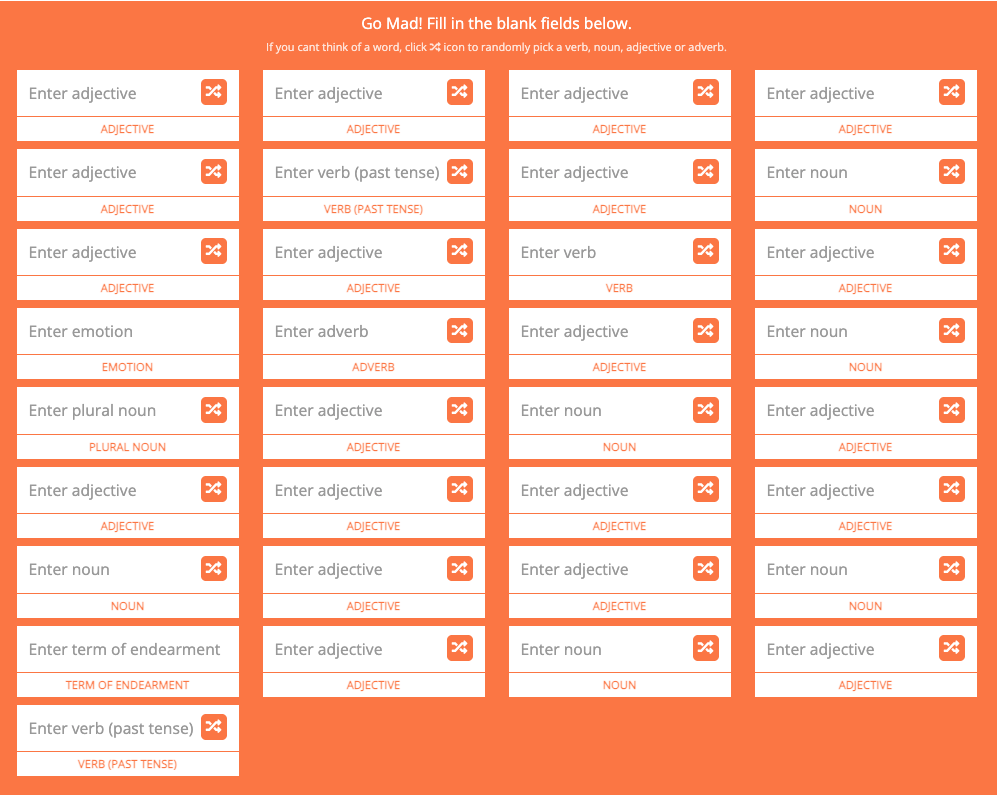 Go Mad! Fill in the blank fields below.
If you cant think of a word, click icon to randomly pick a verb, noun, adjective or adverb.
Enter adjective Enter adjective Enter adjective Enter adjective
ADJECTIVE ADJECTIVE ADJECTIVE ADJECTIVE
Enter adjective Enter verb (past tense) Enter adjective Enter noun
ADJECTIVE VERB (PAST TENSE) ADJECTIVE NOUN
Enter adjective Enter adjective Enter verb Enter adjective
ADJECTIVE ADJECTIVE VERB ADJECTIVE
Enter emotion Enter adverb Enter adjective Enter noun
EMOTION ADVERB ADJECTIVE NOUN
Enter plural noun Enter adjective Enter noun Enter adjective
PLURAL NOUN ADJECTIVE NOUN ADJECTIVE
Enter adjective Enter adjective Enter adjective Enter adjective
ADJECTIVE ADJECTIVE ADJECTIVE ADJECTIVE
Enter noun Enter adjective Enter adjective Enter noun
NOUN ADJECTIVE ADJECTIVE NOUN
Enter term of endearment Enter adjective Enter noun Enter adjective
TERM OF ENDEARMENT ADJECTIVE NOUN ADJECTIVE
Enter verb (past tense)
VERB (PAST TENSE)